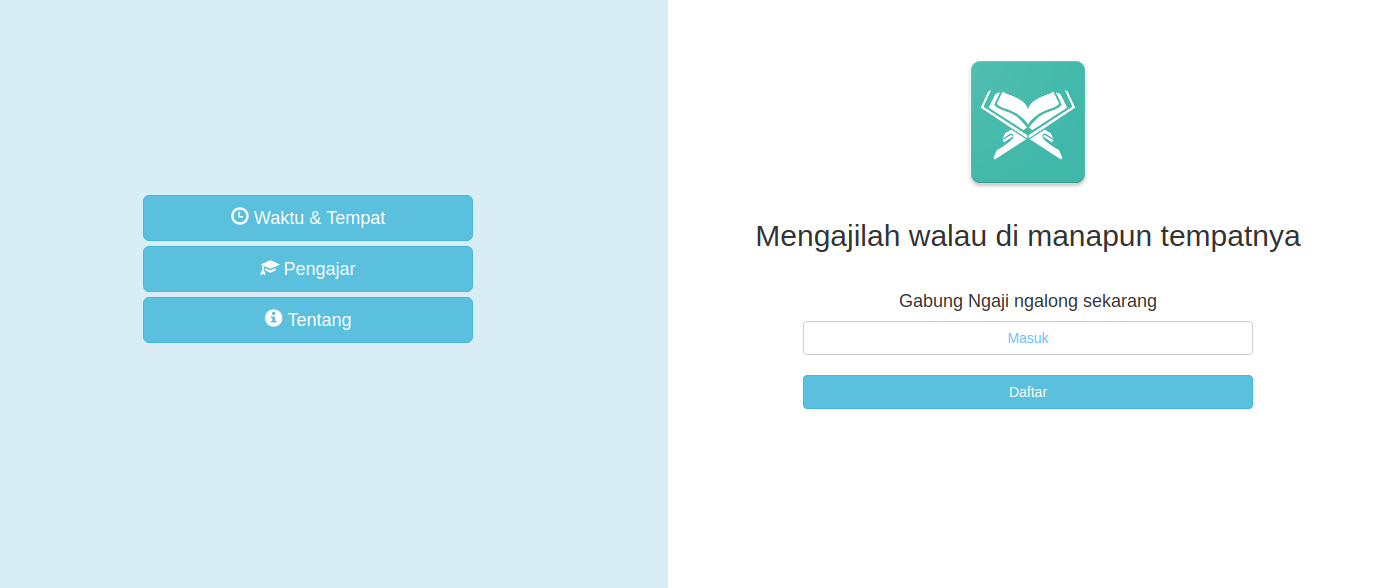 Waktu & Tempat
Pengajar
Tentang
Mengajilah walau di manapun tempatnya
Gabung Ngaji ngalong sekarang
Masuk
Daftar